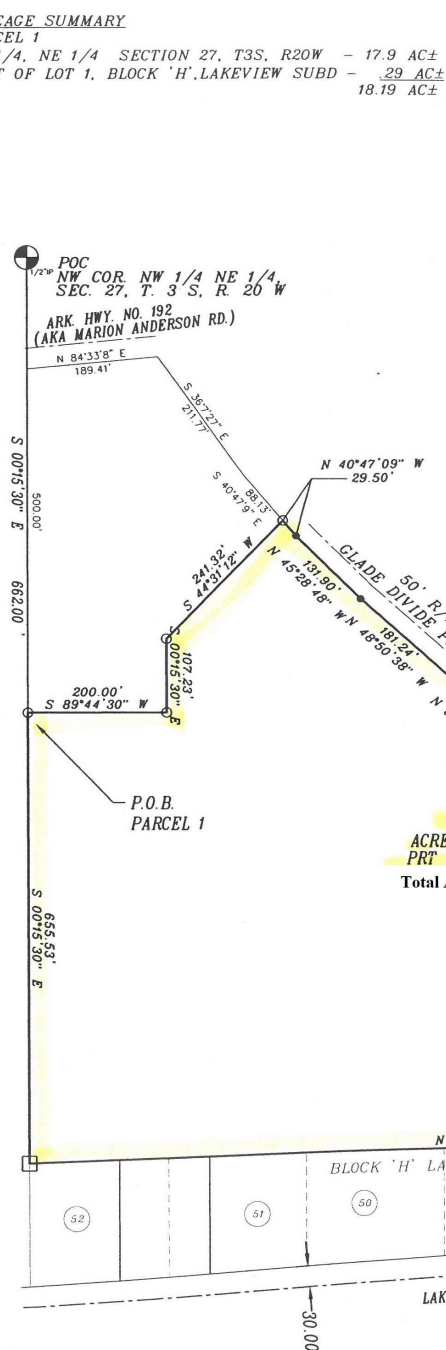 CAGE SUMMARY
CEL 1
1/4, NE 1/4 SECTION 27, T3S, R20W - 17.9 AC±
T OF LOT 1, BLOCK 'H',LAKEVIEW SUBD - .29 AC±
18.19 AC±
POC
1/2"IP
NW COR. NW 1/4 NE 1/4,
SEC. 27, T. 3 S, R. 20 W
ARK. HWY. NO. 192
(AKA MARION ANDERSON RD.)
N 84°33'8" E
189.41'
S 36°7'27" E
211.77'
88.13'
S 40°47'9" E
N 40°47'09" W
29.50'
S 00°15'30" E
500.00'
662.00'
241.32'
S 44°31'12" W
131.90'
N 45°28'48" W
50' R/
GLADE DIVIDE
181.24'
N 48°50'38" W
N
107.23'
S 00°15'30" E
200.00'
S 89°44'30" W
P.O.B.
PARCEL 1
ACRE
PRT
Total
655.53'
S 00°15'30" E
N
BLOCK 'H' LA
52
51
50
LAK
30.00